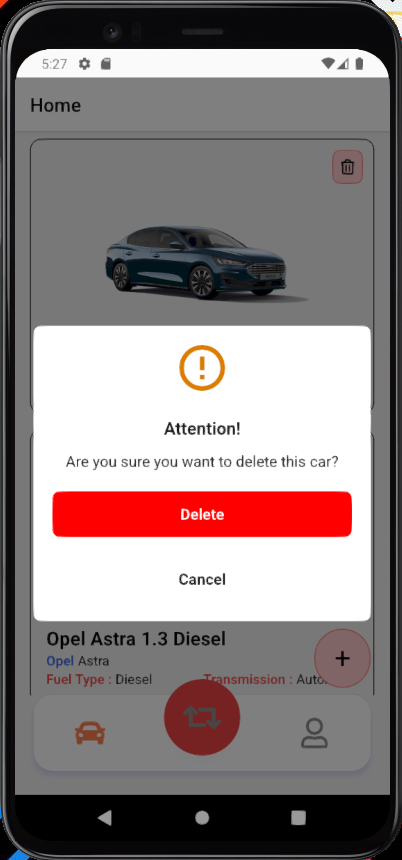 5:27
Home
Attention!
Are you sure you want to delete this car?
Delete
Cancel
Opel Astra 1.3 Diesel
Opel Astra
Fuel Type : Diesel Transmission : Auto.